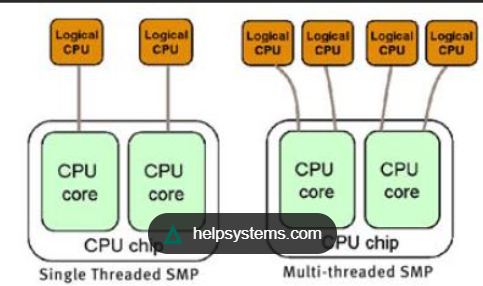 Logical
CPU
Logical
CPU
Logical
CPU
Logical
CPU
Logical
CPU
Logical
CPU
CPU
core
CPU
core
CPU chip
Single Threaded SMP
CPU
core
CPU
core
CPU chip
Multi-threaded SMP
helpsystems.com